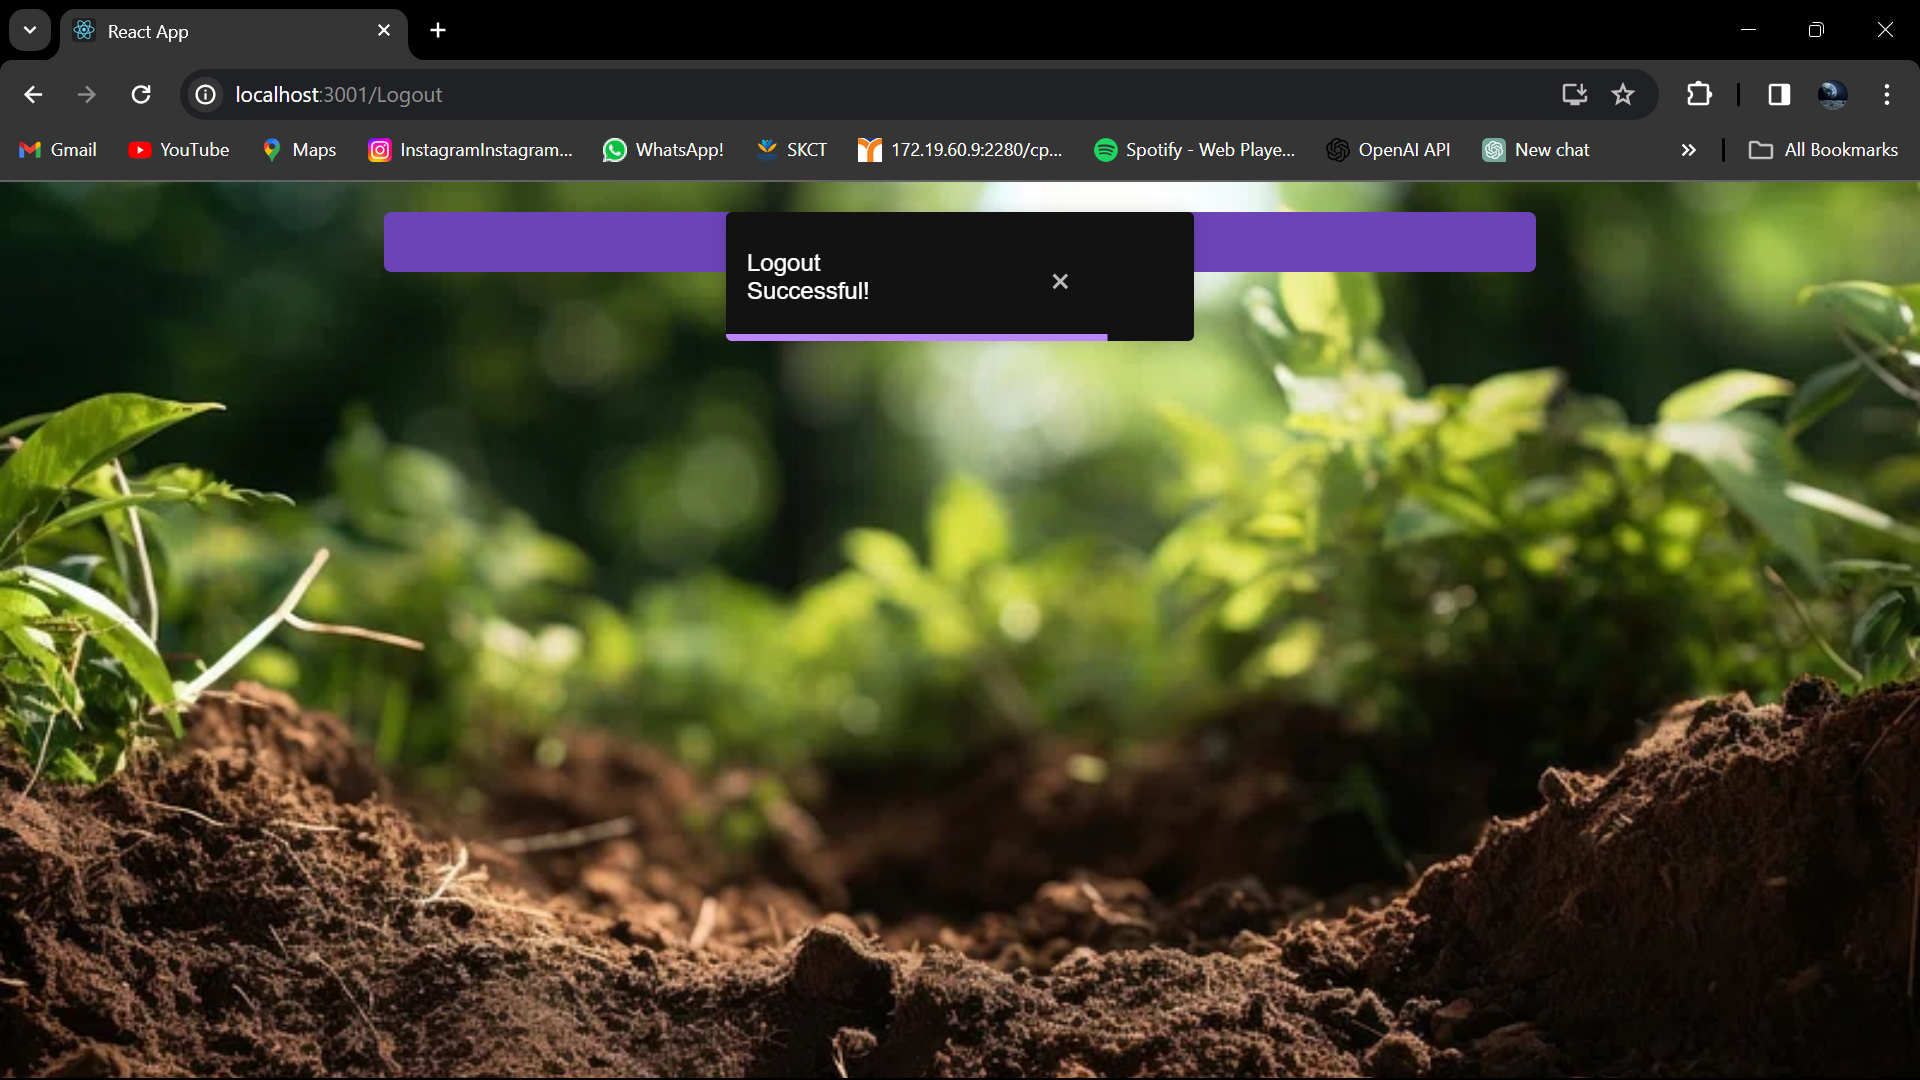 React App
localhost:3001/Logout
Gmail
YouTube
Maps
InstagramInstagram...
WhatsApp!
SKCT
172.19.60.9:2280/cp...
Spotify - Web Playe...
OpenAI API
New chat
All Bookmarks
Logout
Successful!